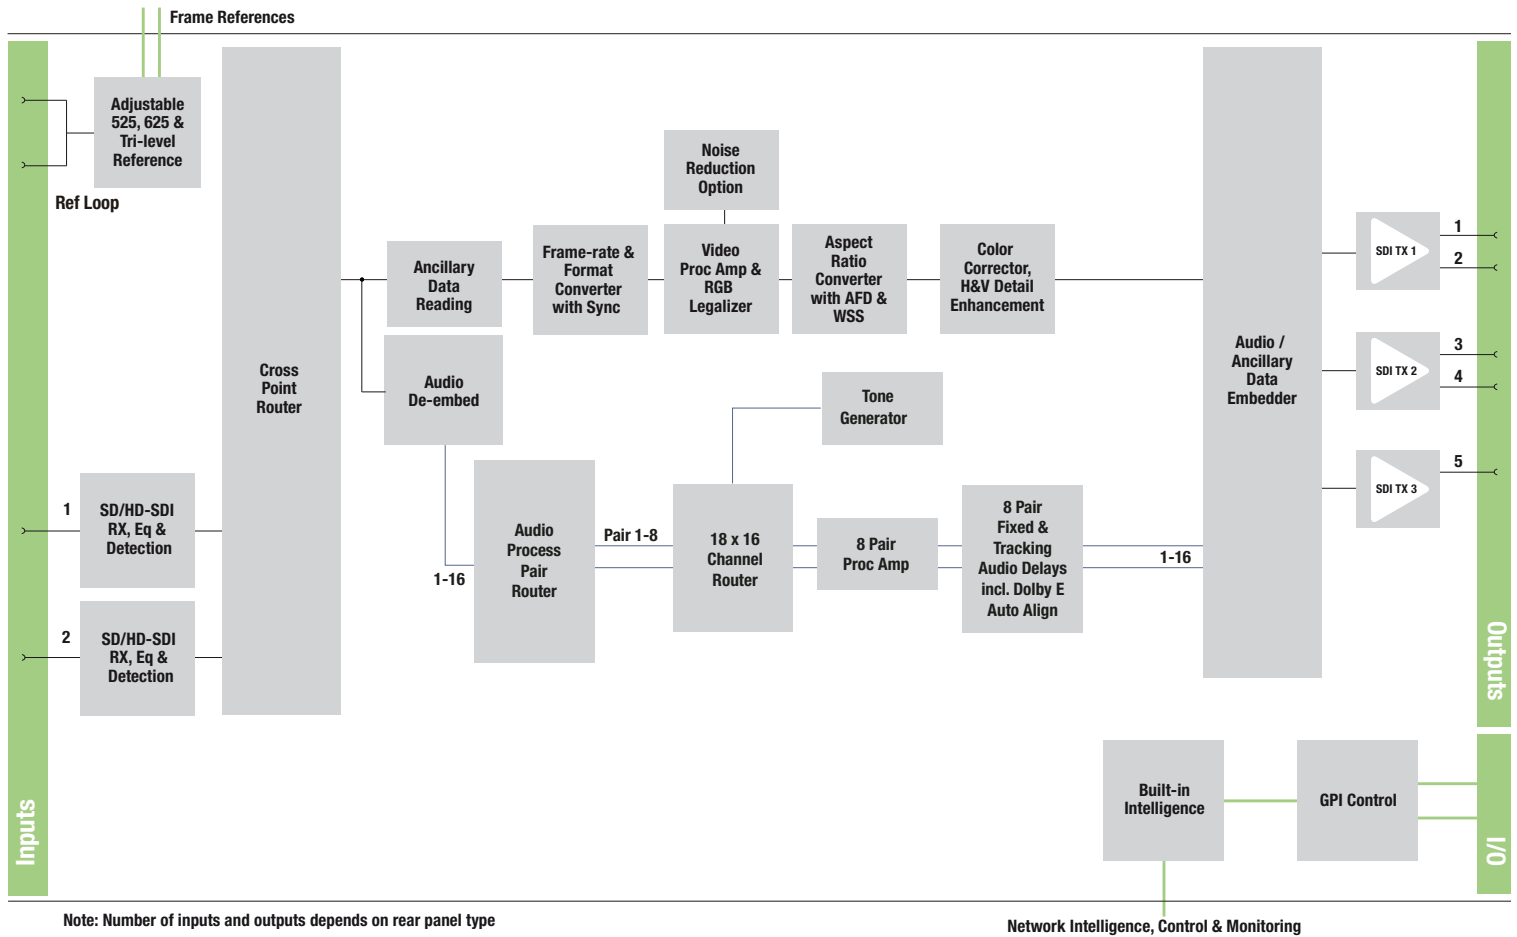 Frame References
Adjustable
525, 625 &
Tri-level
Reference
Ref Loop
Cross
Point
Router
1
SD/HD-SDI
RX, Eq &
Detection
2
SD/HD-SDI
RX, Eq &
Detection
Inputs
Ancillary
Data
Reading
Frame-rate &
Format
Converter
with Sync
Noise
Reduction
Option
Video
Proc Amp &
RGB
Legalizer
Aspect
Ratio
Converter
with AFD &
WSS
Color
Corrector,
H&V Detail
Enhancement
Audio
De-embed
Tone
Generator
1-16
Audio
Process
Pair
Router
Pair 1-8
18 x 16
Channel
Router
8 Pair
Proc Amp
8 Pair
Fixed &
Tracking
Audio Delays
incl. Dolby E
Auto Align
1-16
Audio /
Ancillary
Data
Embedder
SDI TX 1
1
2
SDI TX 2
3
4
SDI TX 3
5
Outputs
Built-in
Intelligence
GPI Control
I/O
Note: Number of inputs and outputs depends on rear panel type
Network Intelligence, Control & Monitoring